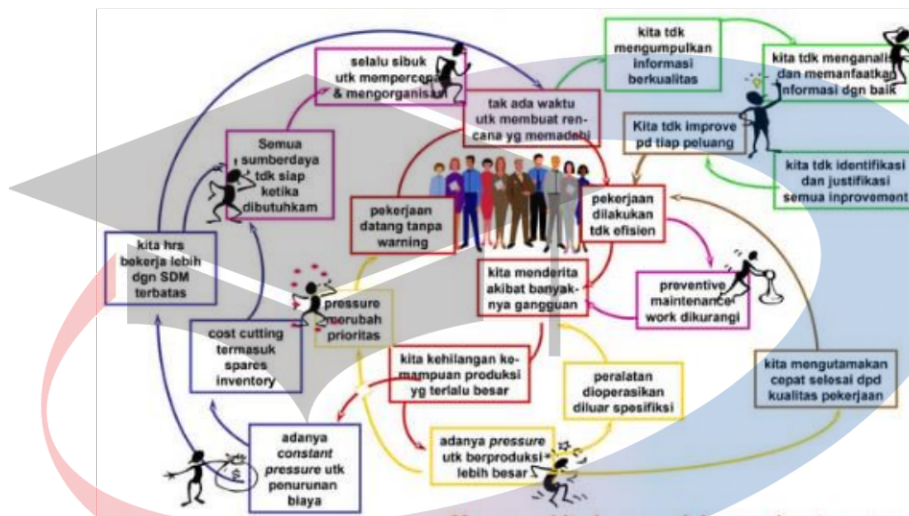 kita tdk
mengumpulkan
informasi
berkualitas
kita tdk menganalis
dan memanfaatkan
informasi dgn baik
selalu sibuk
utk mempercepa
& mengorganisa
tak ada waktu
utk membuat ren-
cana yg memadehi
Kita tdk improve
pd tiap peluang
kita tdk identifikasi
dan justifikasi
semua inprovement
Semua
sumberdaya
tdk siap
ketika
dibutuhkam
pekerjaan
datang tanpa
warning
pekerjaan
dilakukan
tdk efisien
kita hrs
bekerja lebih
dgn SDM
terbatas
kita menderita
akibat banyak-
nya gangguan
preventive
maintenance
work dikurangi
pressure
merubah
prioritas
cost cutting
termasuk
spares
inventory
kita kehilangan ke-
mampuan produksi
yg terlalu besar
peralatan
dioperasikan
diluar spesifiksi
kita mengutamakan
cepat selesai dpd
kualitas pekerjaan
adanya
constant
pressure utk
penurunan
biaya
adanya pressure
utk berproduksi
lebih besar